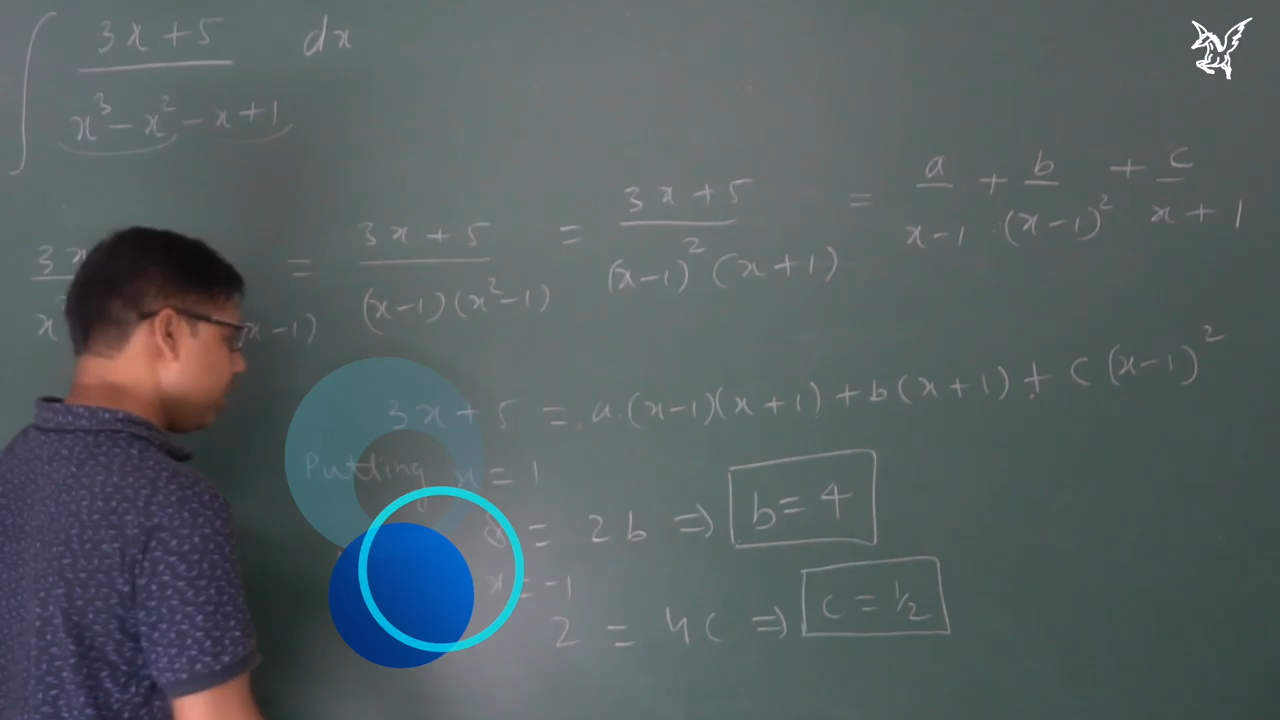 ∫ (3x+5)/(x³ − x² − x + 1) dx
= (3x+5)/((x−1)(x²−1)) = (3x+5)/((x−1)²(x+1)) = a/(x−1) + b/(x−1)² + c/(x+1)
3x+5 = a(x−1)(x+1) + b(x+1) + c(x−1)²
Putting x = 1
8 = 2b ⇒ b = 4
x = −1
2 = 4c ⇒ c = ½